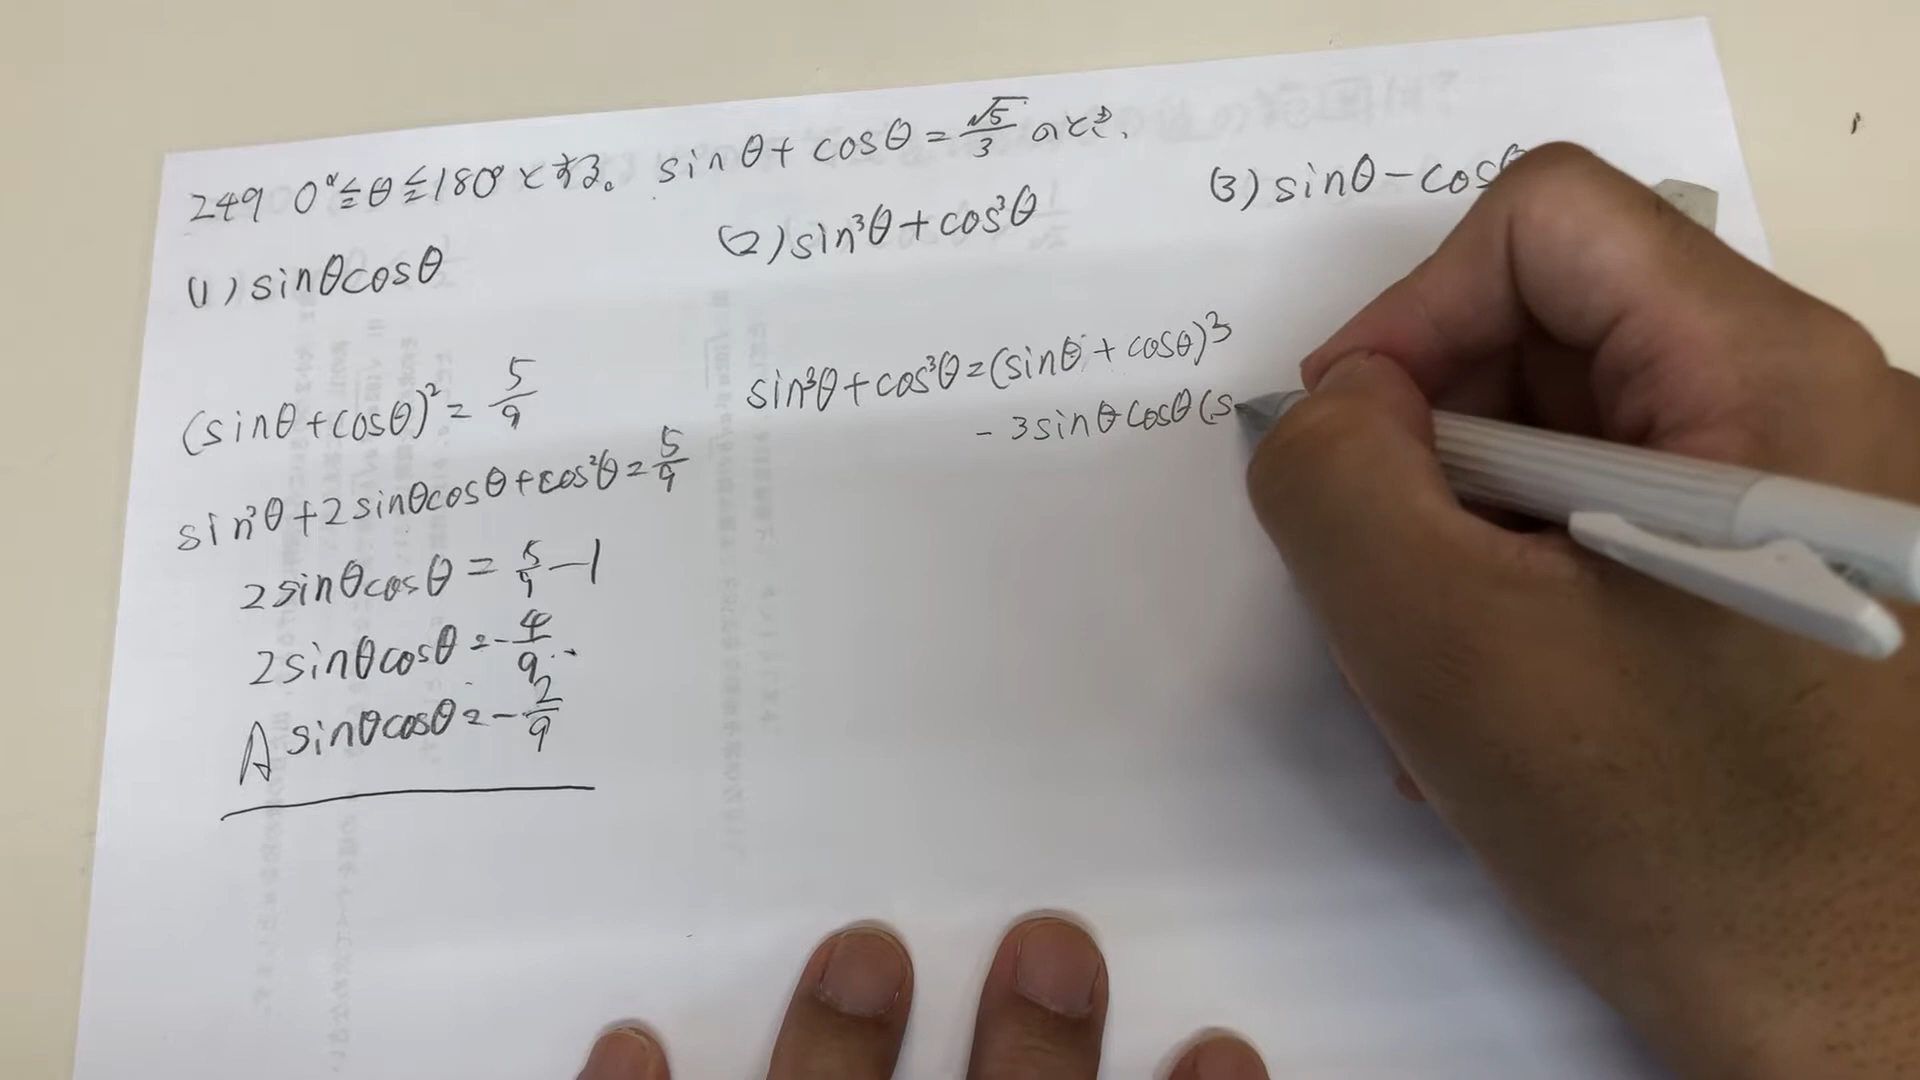 249 0°≦θ≦180°とする。 sinθ+cosθ=√5/3 のとき、
(1) sinθcosθ
(2) sin³θ+cos³θ
(3) sinθ-cosθ
(sinθ+cosθ)²=5/9
sin²θ+2sinθcosθ+cos²θ=5/9
2sinθcosθ=5/9-1
2sinθcosθ=-4/9
A sinθcosθ=-2/9
sin³θ+cos³θ=(sinθ+cosθ)³
-3sinθcosθ(s